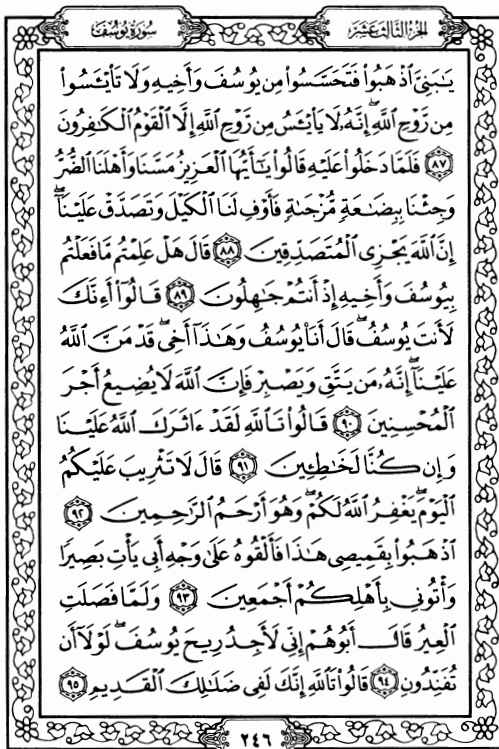 الجزء الثالث عشر
سورة يوسف
يَٰبَنِيَّ ٱذْهَبُوا۟ فَتَحَسَّسُوا۟ مِن يُوسُفَ وَأَخِيهِ وَلَا تَا۟يْـَٔسُوا۟
مِن رَّوْحِ ٱللَّهِ ۖ إِنَّهُۥ لَا يَا۟يْـَٔسُ مِن رَّوْحِ ٱللَّهِ إِلَّا ٱلْقَوْمُ ٱلْكَٰفِرُونَ
٨٧ فَلَمَّا دَخَلُوا۟ عَلَيْهِ قَالُوا۟ يَٰٓأَيُّهَا ٱلْعَزِيزُ مَسَّنَا وَأَهْلَنَا ٱلضُّرُّ
وَجِئْنَا بِبِضَٰعَةٍ مُّزْجَىٰةٍ فَأَوْفِ لَنَا ٱلْكَيْلَ وَتَصَدَّقْ عَلَيْنَآ ۖ
إِنَّ ٱللَّهَ يَجْزِى ٱلْمُتَصَدِّقِينَ ٨٨ قَالَ هَلْ عَلِمْتُم مَّا فَعَلْتُم
بِيُوسُفَ وَأَخِيهِ إِذْ أَنتُمْ جَٰهِلُونَ ٨٩ قَالُوٓا۟ أَءِنَّكَ
لَأَنتَ يُوسُفُ ۖ قَالَ أَنَا۠ يُوسُفُ وَهَٰذَآ أَخِى ۖ قَدْ مَنَّ ٱللَّهُ
عَلَيْنَآ ۖ إِنَّهُۥ مَن يَتَّقِ وَيَصْبِرْ فَإِنَّ ٱللَّهَ لَا يُضِيعُ أَجْرَ
ٱلْمُحْسِنِينَ ٩٠ قَالُوا۟ تَٱللَّهِ لَقَدْ ءَاثَرَكَ ٱللَّهُ عَلَيْنَا
وَإِن كُنَّا لَخَٰطِـِٔينَ ٩١ قَالَ لَا تَثْرِيبَ عَلَيْكُمُ
ٱلْيَوْمَ ۖ يَغْفِرُ ٱللَّهُ لَكُمْ ۖ وَهُوَ أَرْحَمُ ٱلرَّٰحِمِينَ ٩٢
ٱذْهَبُوا۟ بِقَمِيصِى هَٰذَا فَأَلْقُوهُ عَلَىٰ وَجْهِ أَبِى يَأْتِ بَصِيرًا
وَأْتُونِى بِأَهْلِكُمْ أَجْمَعِينَ ٩٣ وَلَمَّا فَصَلَتِ
ٱلْعِيرُ قَالَ أَبُوهُمْ إِنِّى لَأَجِدُ رِيحَ يُوسُفَ ۖ لَوْلَآ أَن
تُفَنِّدُونِ ٩٤ قَالُوا۟ تَٱللَّهِ إِنَّكَ لَفِى ضَلَٰلِكَ ٱلْقَدِيمِ ٩٥
٢٤٦